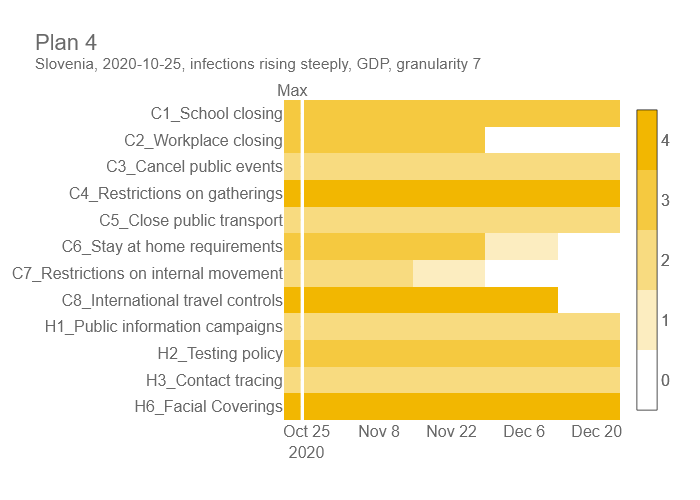 Plan 4
Slovenia, 2020-10-25, infections rising steeply, GDP, granularity 7
Max
C1_School closing
C2_Workplace closing
C3_Cancel public events
C4_Restrictions on gatherings
C5_Close public transport
C6_Stay at home requirements
C7_Restrictions on internal movement
C8_International travel controls
H1_Public information campaigns
H2_Testing policy
H3_Contact tracing
H6_Facial Coverings
Oct 25 Nov 8 Nov 22 Dec 6 Dec 20
2020
4
3
2
1
0